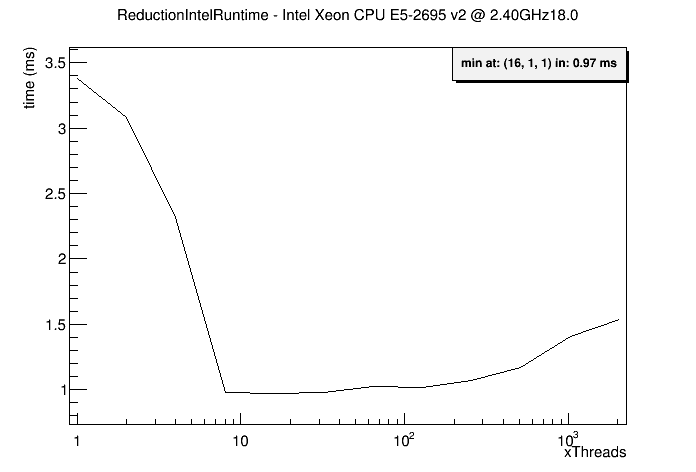 ReductionIntelRuntime - Intel Xeon CPU E5-2695 v2 @ 2.40GHz18.0
min at: (16, 1, 1) in: 0.97 ms
time (ms)
3.5
3
2.5
2
1.5
1
1 10 10² 10³
xThreads